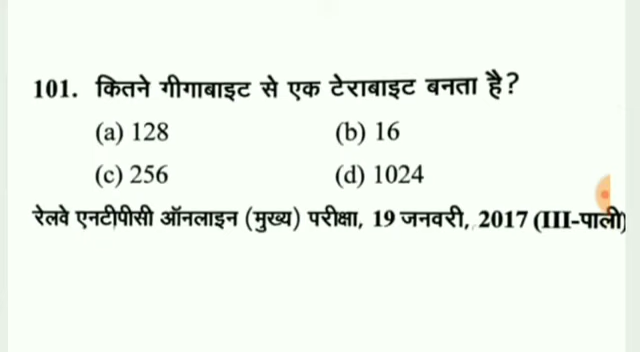 101. कितने गीगाबाइट से एक टेराबाइट बनता है?
(a) 128 (b) 16
(c) 256 (d) 1024
रेलवे एनटीपीसी ऑनलाइन (मुख्य) परीक्षा, 19 जनवरी, 2017 (III-पाली)